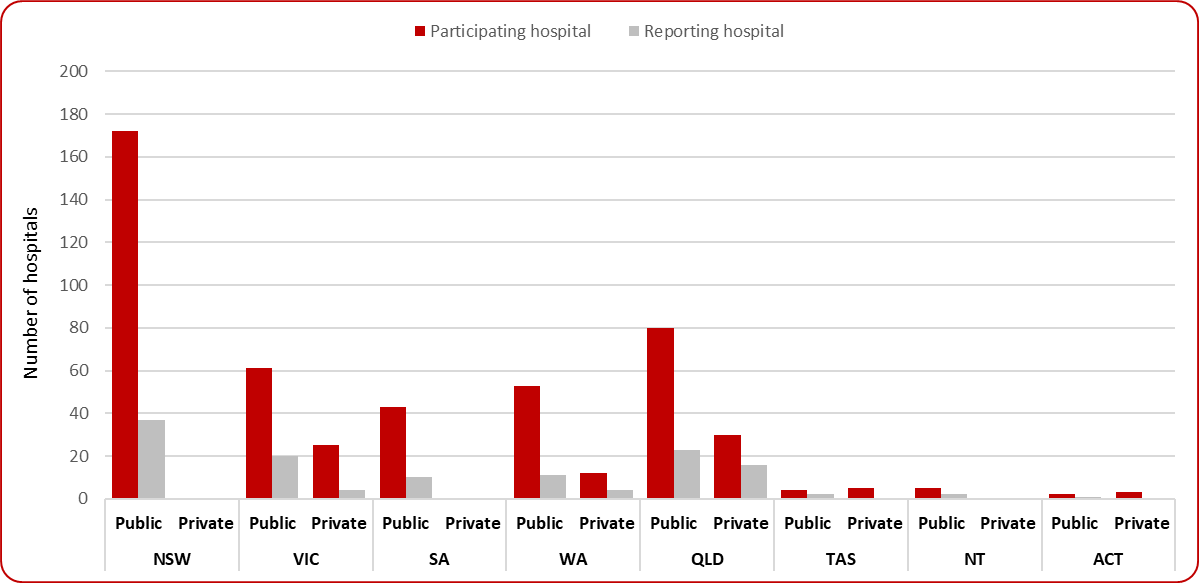 Participating hospital Reporting hospital
200
180
160
140
120
100
80
60
40
20
0
Number of hospitals
Public Private Public Private Public Private Public Private Public Private Public Private Public Private Public Private
NSW VIC SA WA QLD TAS NT ACT